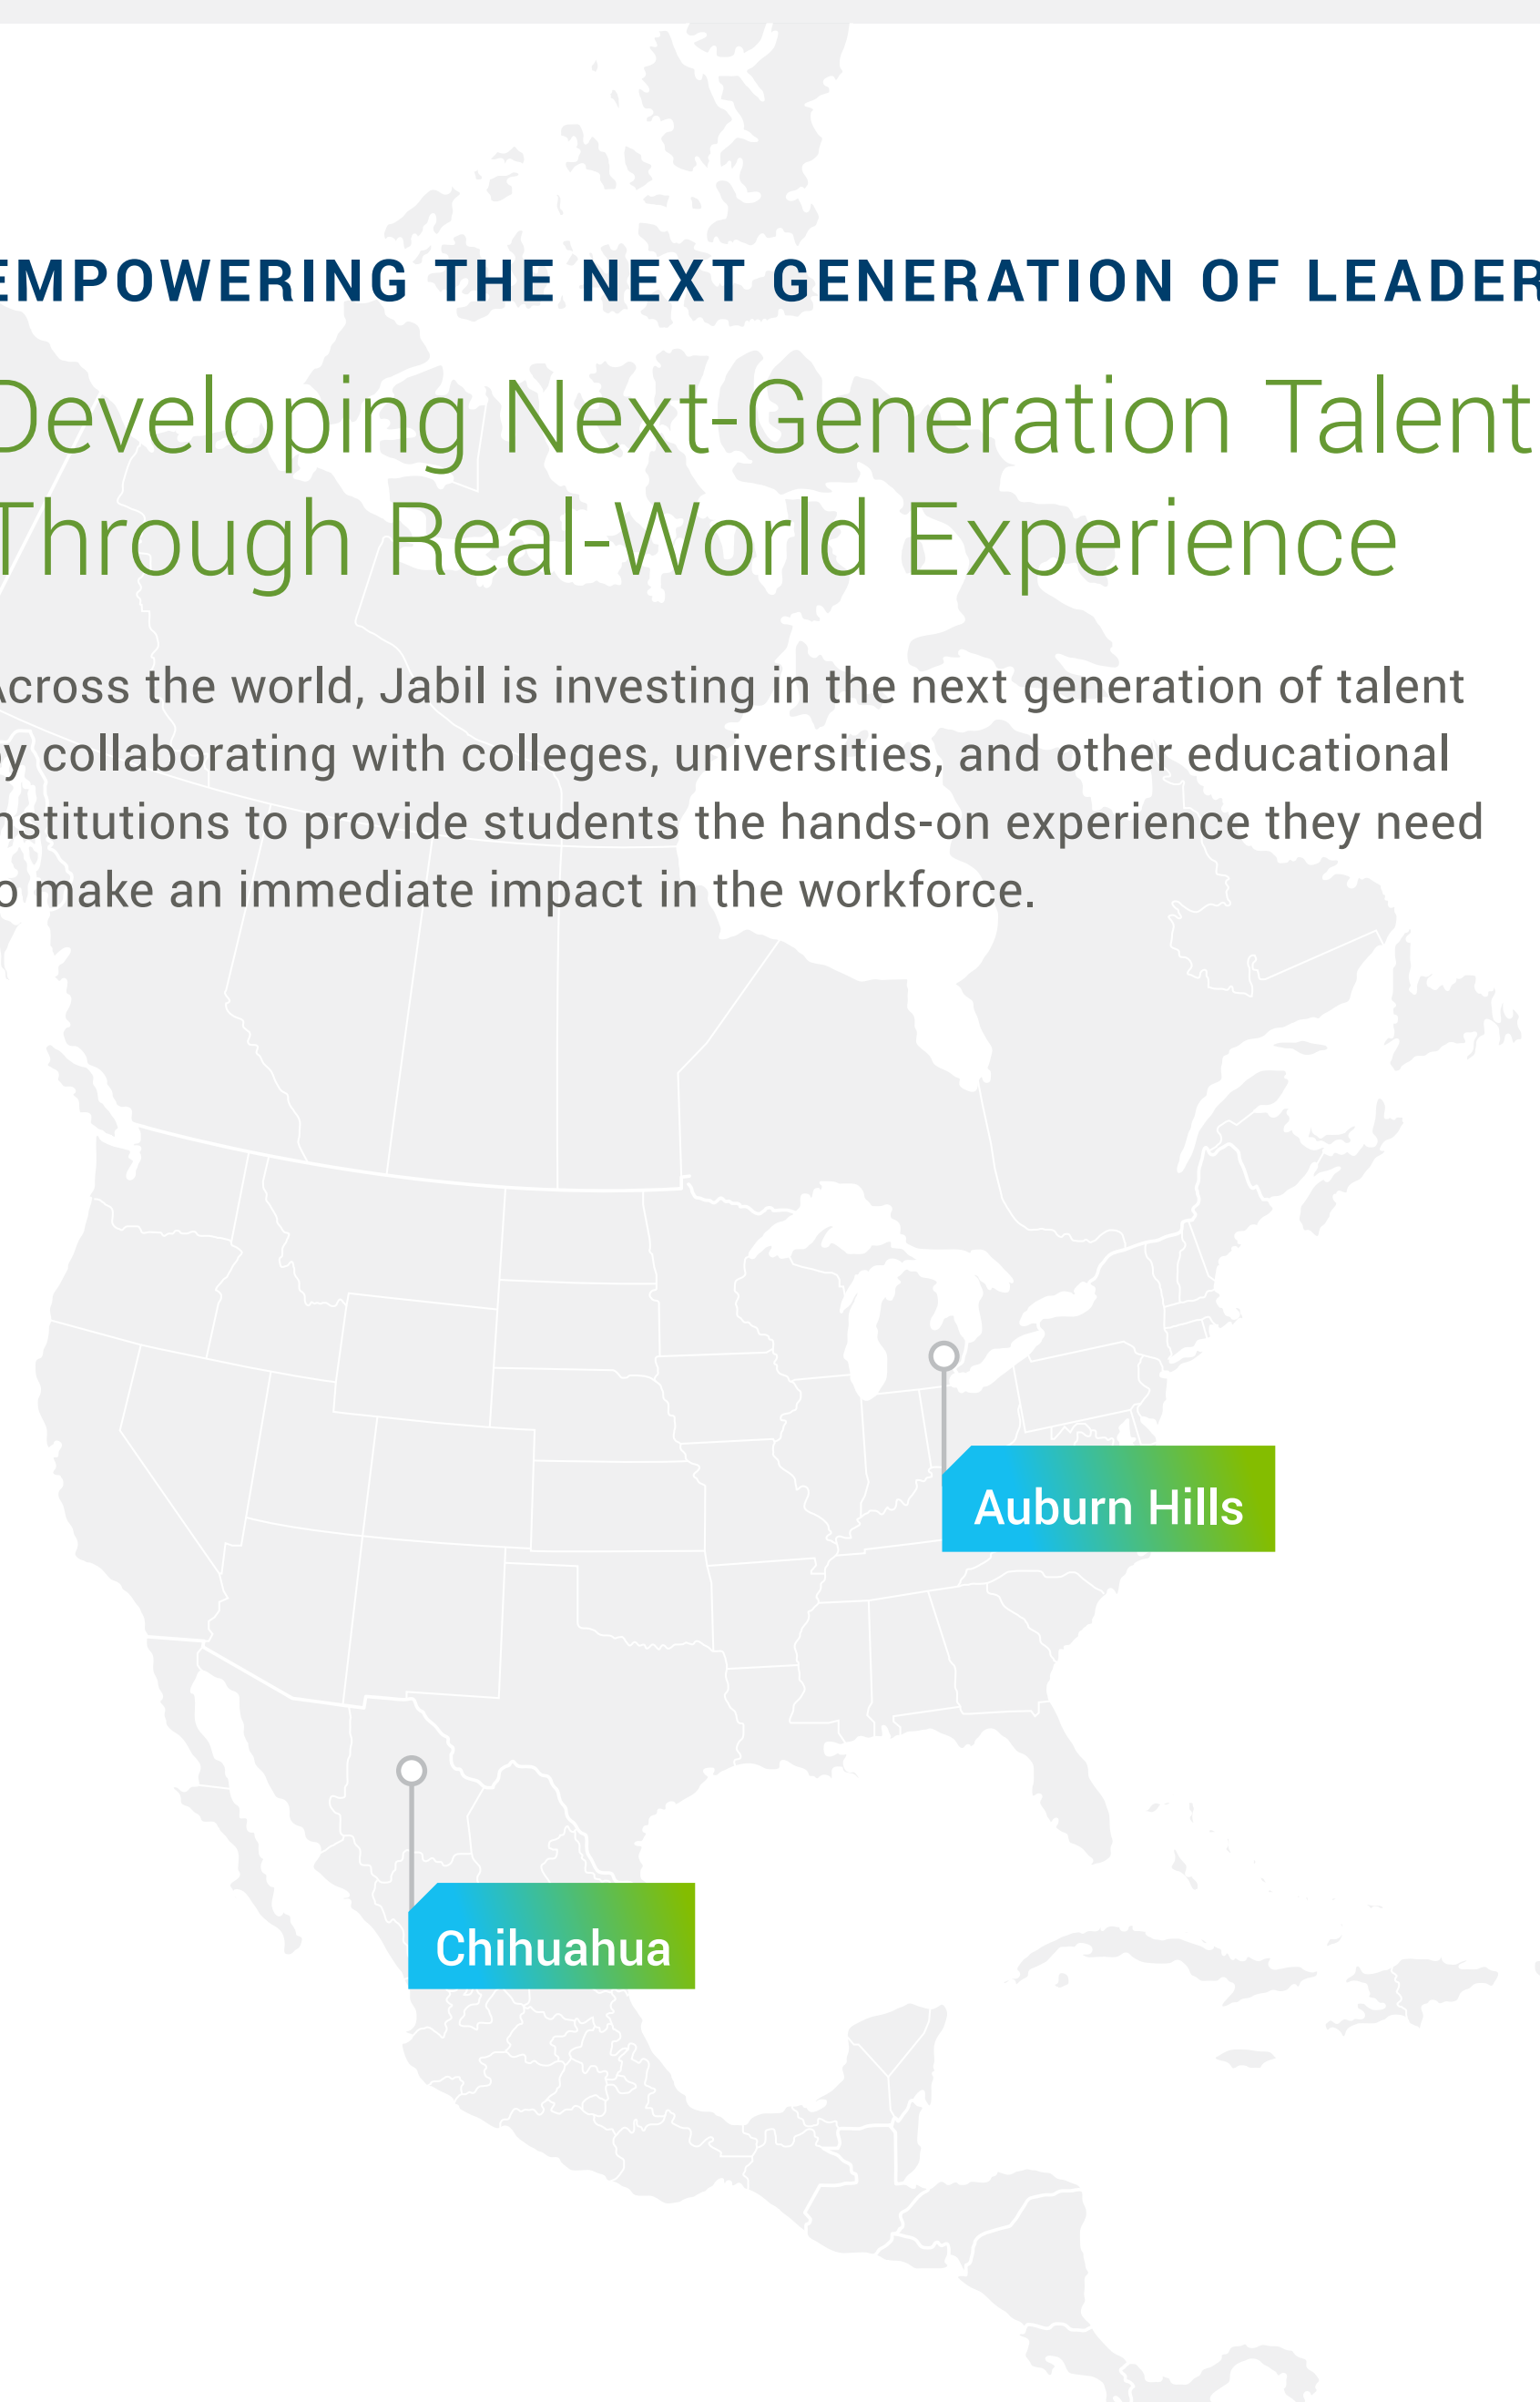 EMPOWERING THE NEXT GENERATION OF LEADER
Developing Next-Generation Talent
Through Real-World Experience
Across the world, Jabil is investing in the next generation of talent
by collaborating with colleges, universities, and other educational
nstitutions to provide students the hands-on experience they need
o make an immediate impact in the workforce.
Auburn Hills
Chihuahua